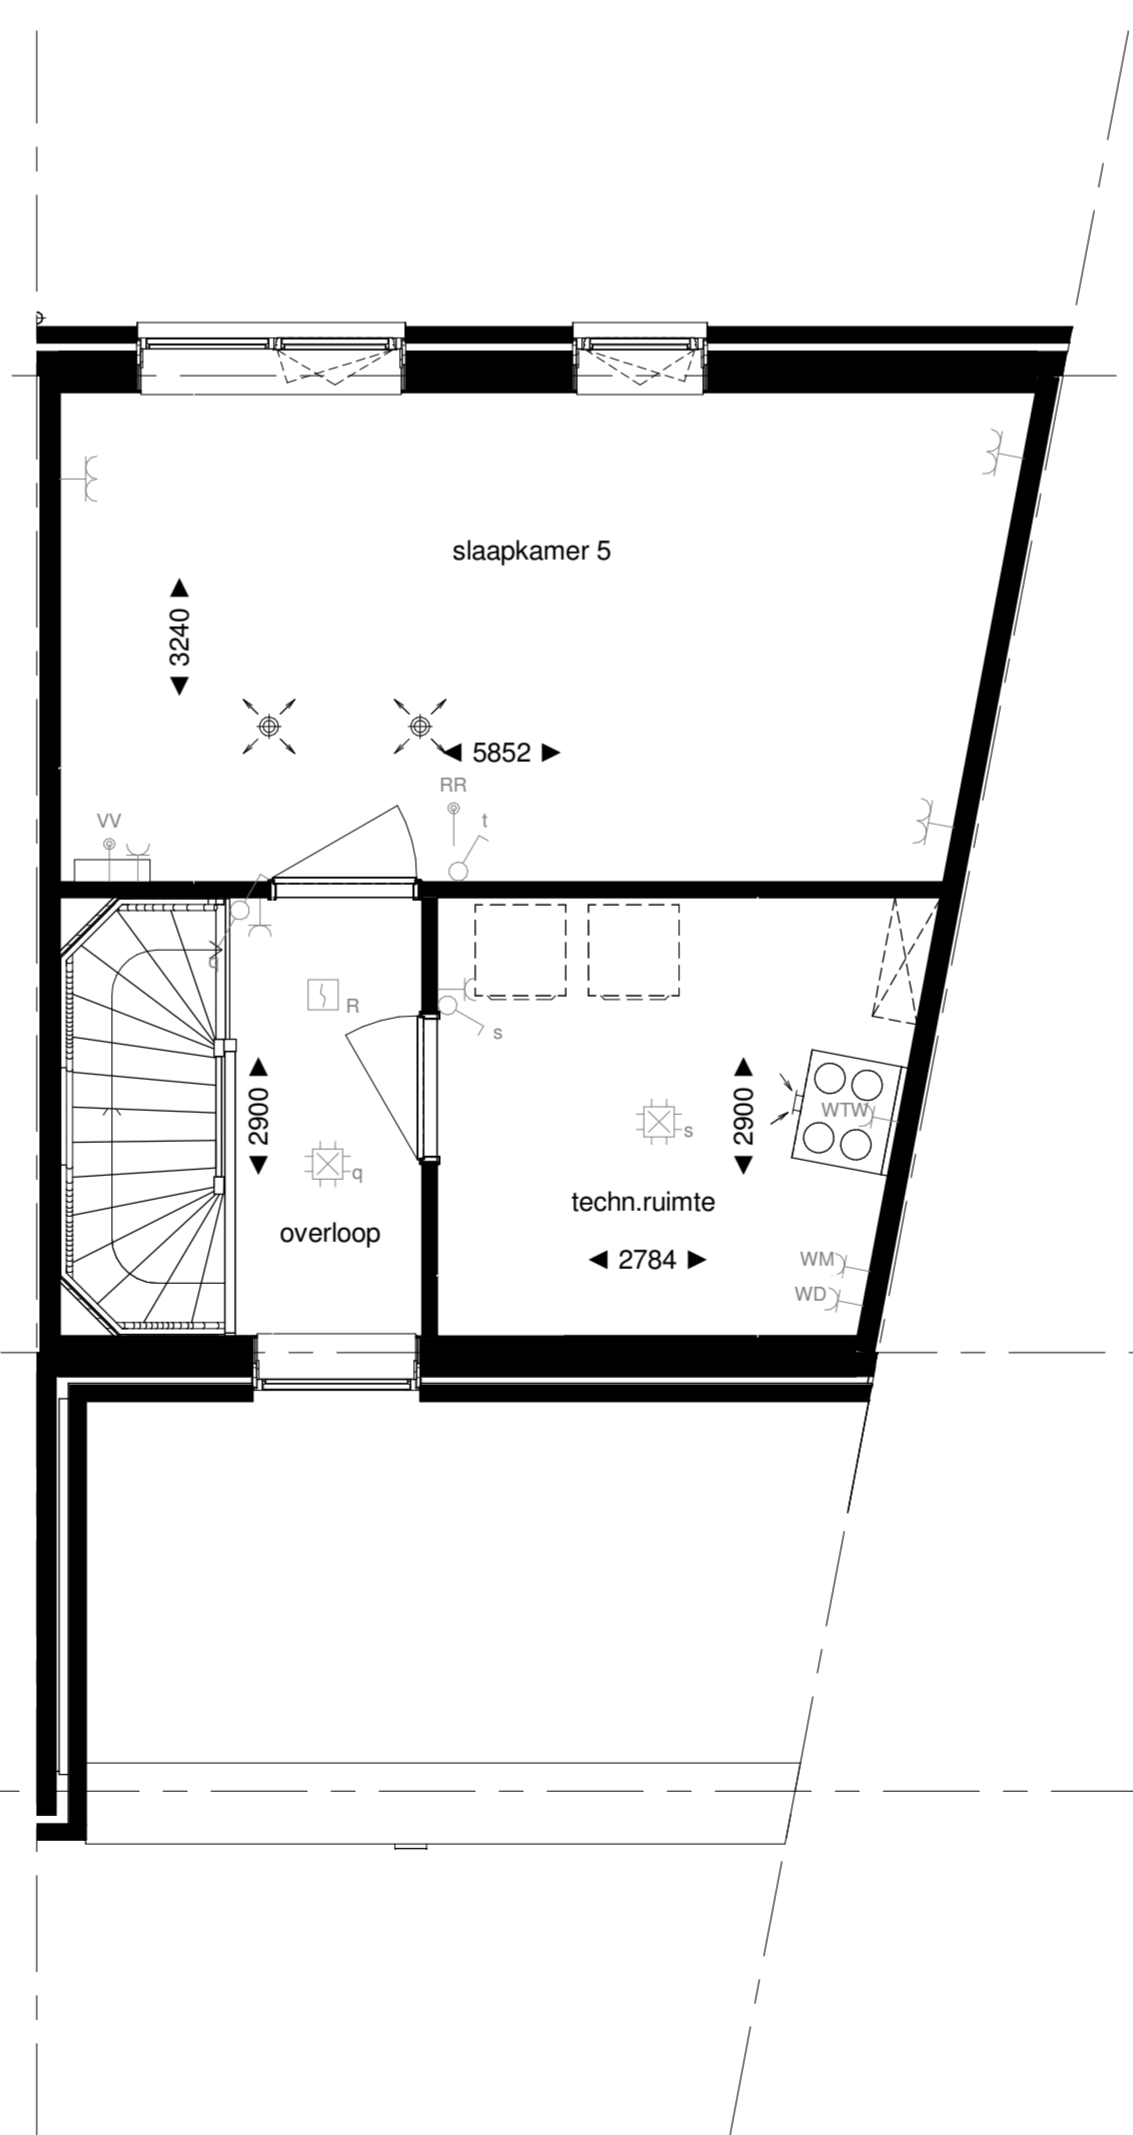 slaapkamer 5
3240
5852
RR
t
VV
q
R
s
2900
2900
WTW
s
q
techn.ruimte
overloop
2784
WM
WD